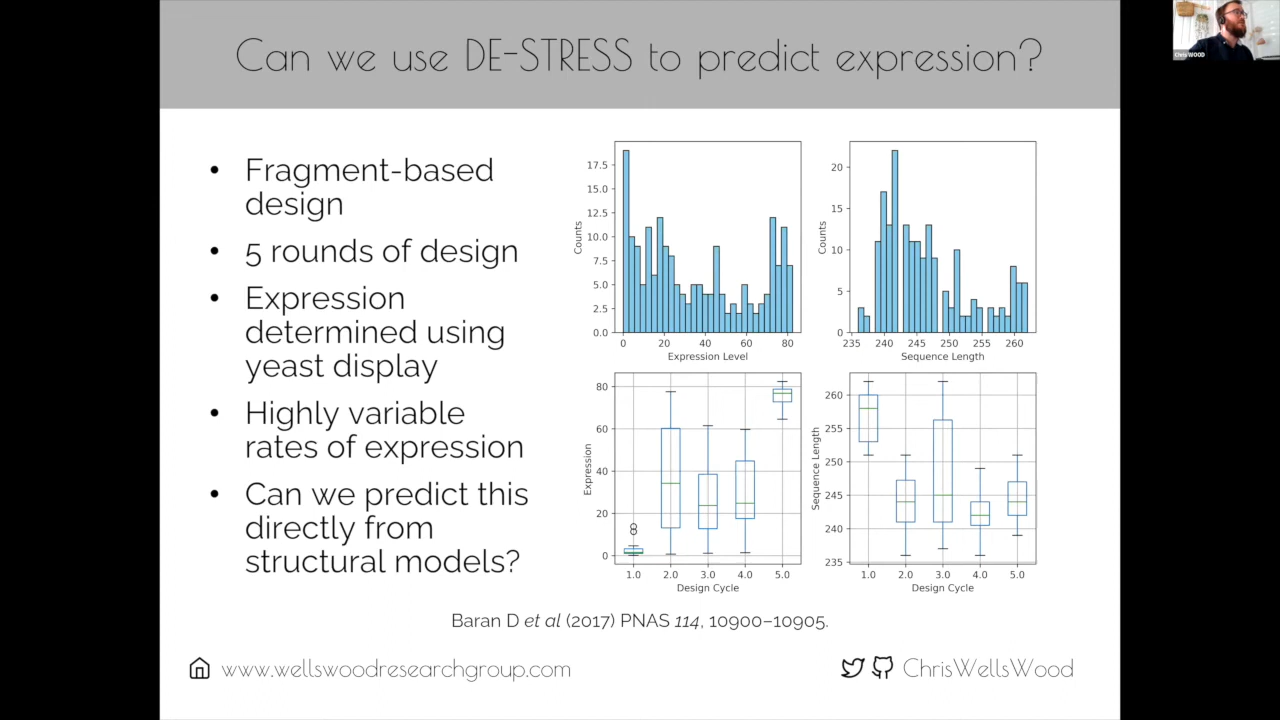 Can we use DE-STRESS to predict expression?
Chris WOOD
• Fragment-based
design
• 5 rounds of design
• Expression
determined using
yeast display
• Highly variable
rates of expression
• Can we predict this
directly from
structural models?
17.5
15.0
12.5
10.0
7.5
5.0
2.5
0.0
Counts
0 20 40 60 80
Expression Level
20
15
10
5
0
Counts
235 240 245 250 255 260
Sequence Length
80
60
40
20
0
Expression
1.0 2.0 3.0 4.0 5.0
Design Cycle
260
255
250
245
240
235
Sequence Length
1.0 2.0 3.0 4.0 5.0
Design Cycle
Baran D et al (2017) PNAS 114, 10900–10905.
www.wellswoodresearchgroup.com
ChrisWellsWood